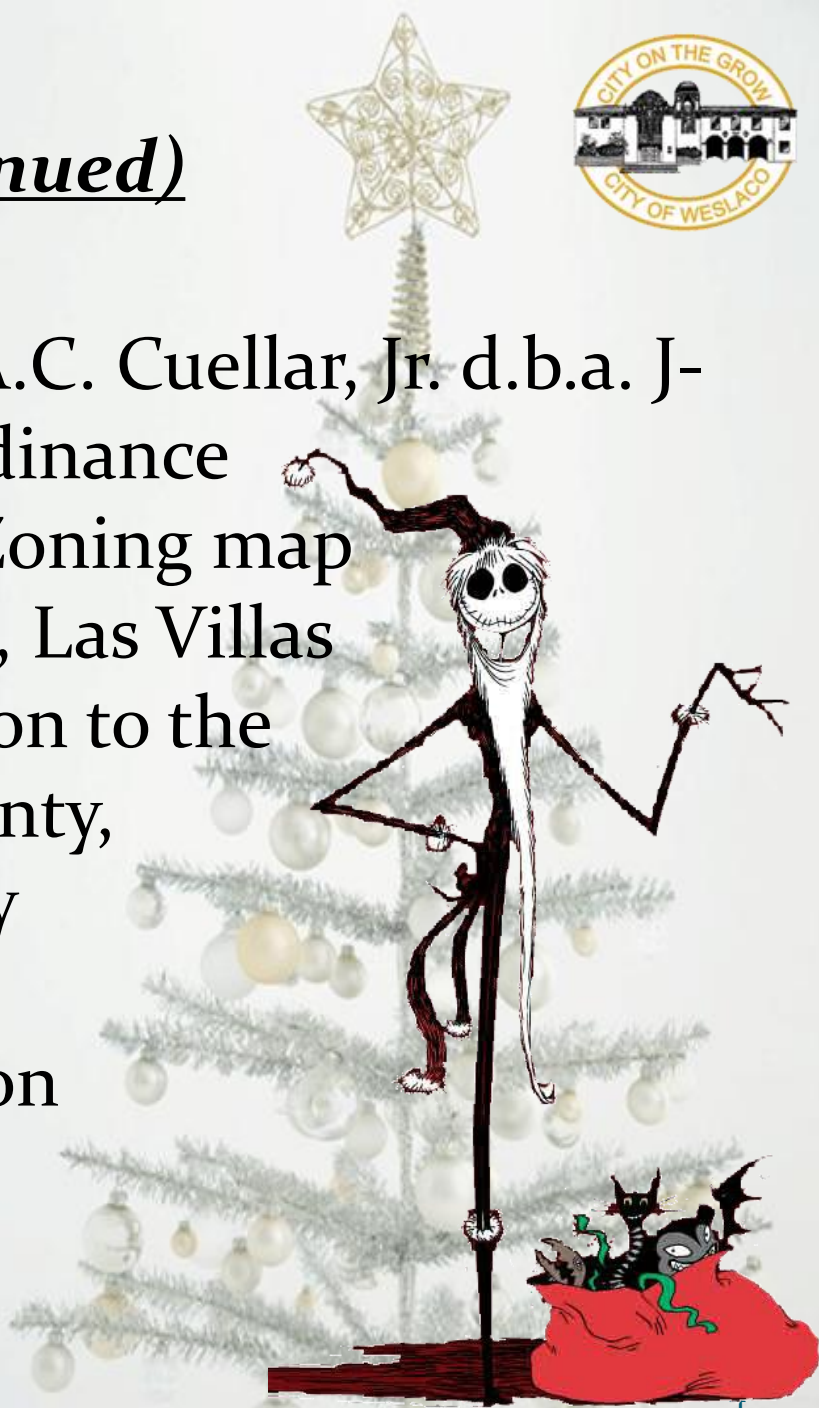 nued)
CITY ON THE GROW
CITY OF WESLACO
A.C. Cuellar, Jr. d.b.a. J-
dinance
Zoning map
, Las Villas
on to the
nty,
y
on